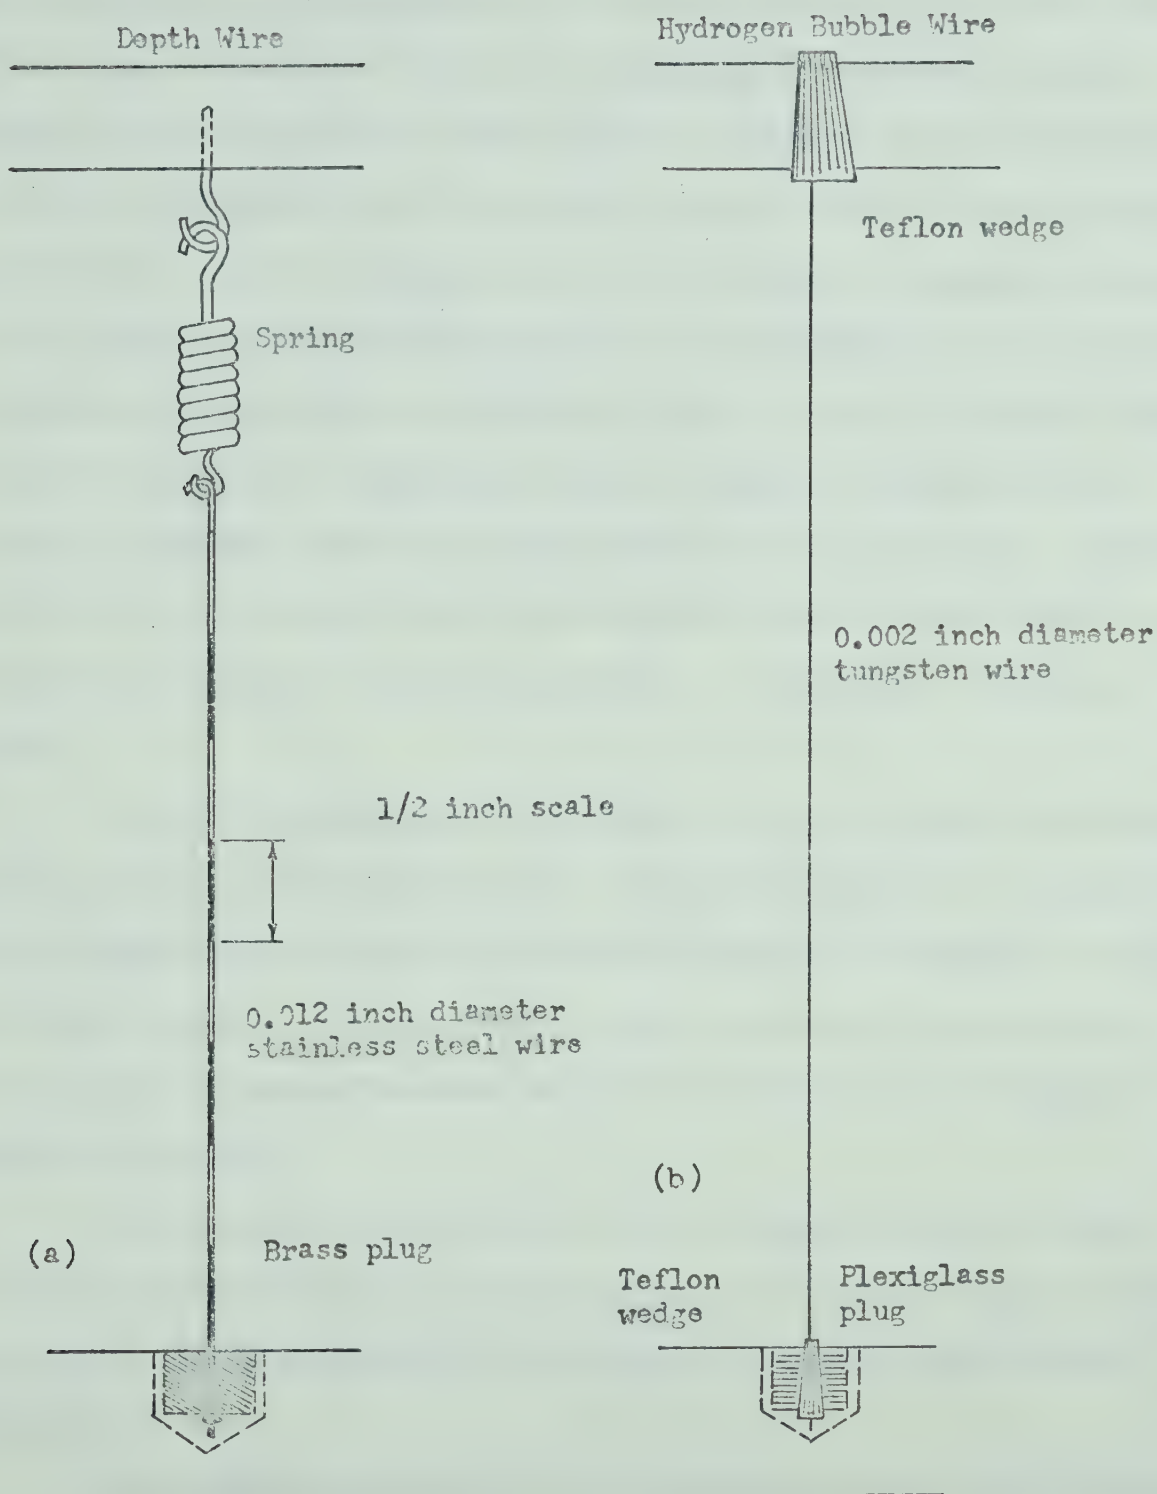 Depth Wire
Hydrogen Bubble Wire
Teflon wedge
Spring
0.002 inch diameter
tungsten wire
1/2 inch scale
0.012 inch diameter
stainless steel wire
(b)
(a)
Brass plug
Teflon
wedge
Plexiglass
plug